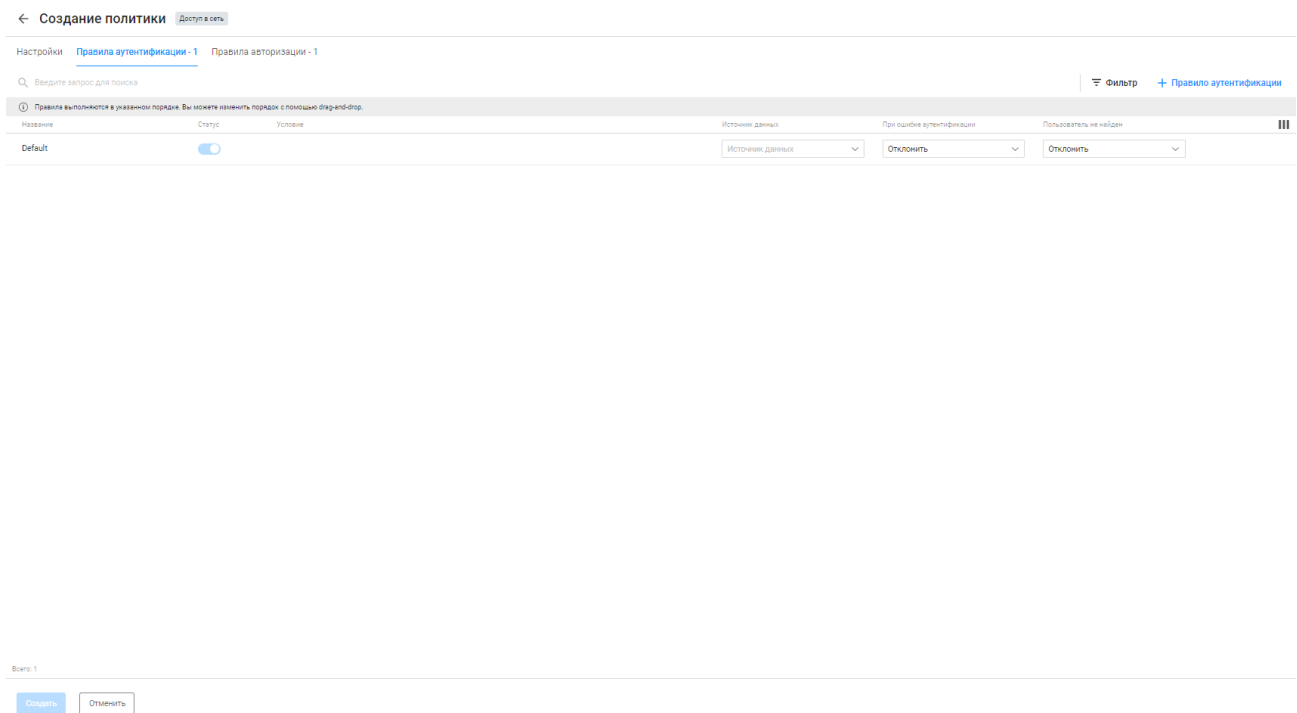 Создание политики Доступ в сеть
Настройки Правила аутентификации - 1 Правила авторизации - 1
Введите запрос для поиска Фильтр + Правило аутентификации
Правила выполняются в указанном порядке. Вы можете изменить порядок с помощью drag-and-drop.
Название Статус Условие Источник данных При ошибке аутентификации Пользователь не найден
Default Источник данных Отклонить Отклонить
Всего: 1
Создать Отменить